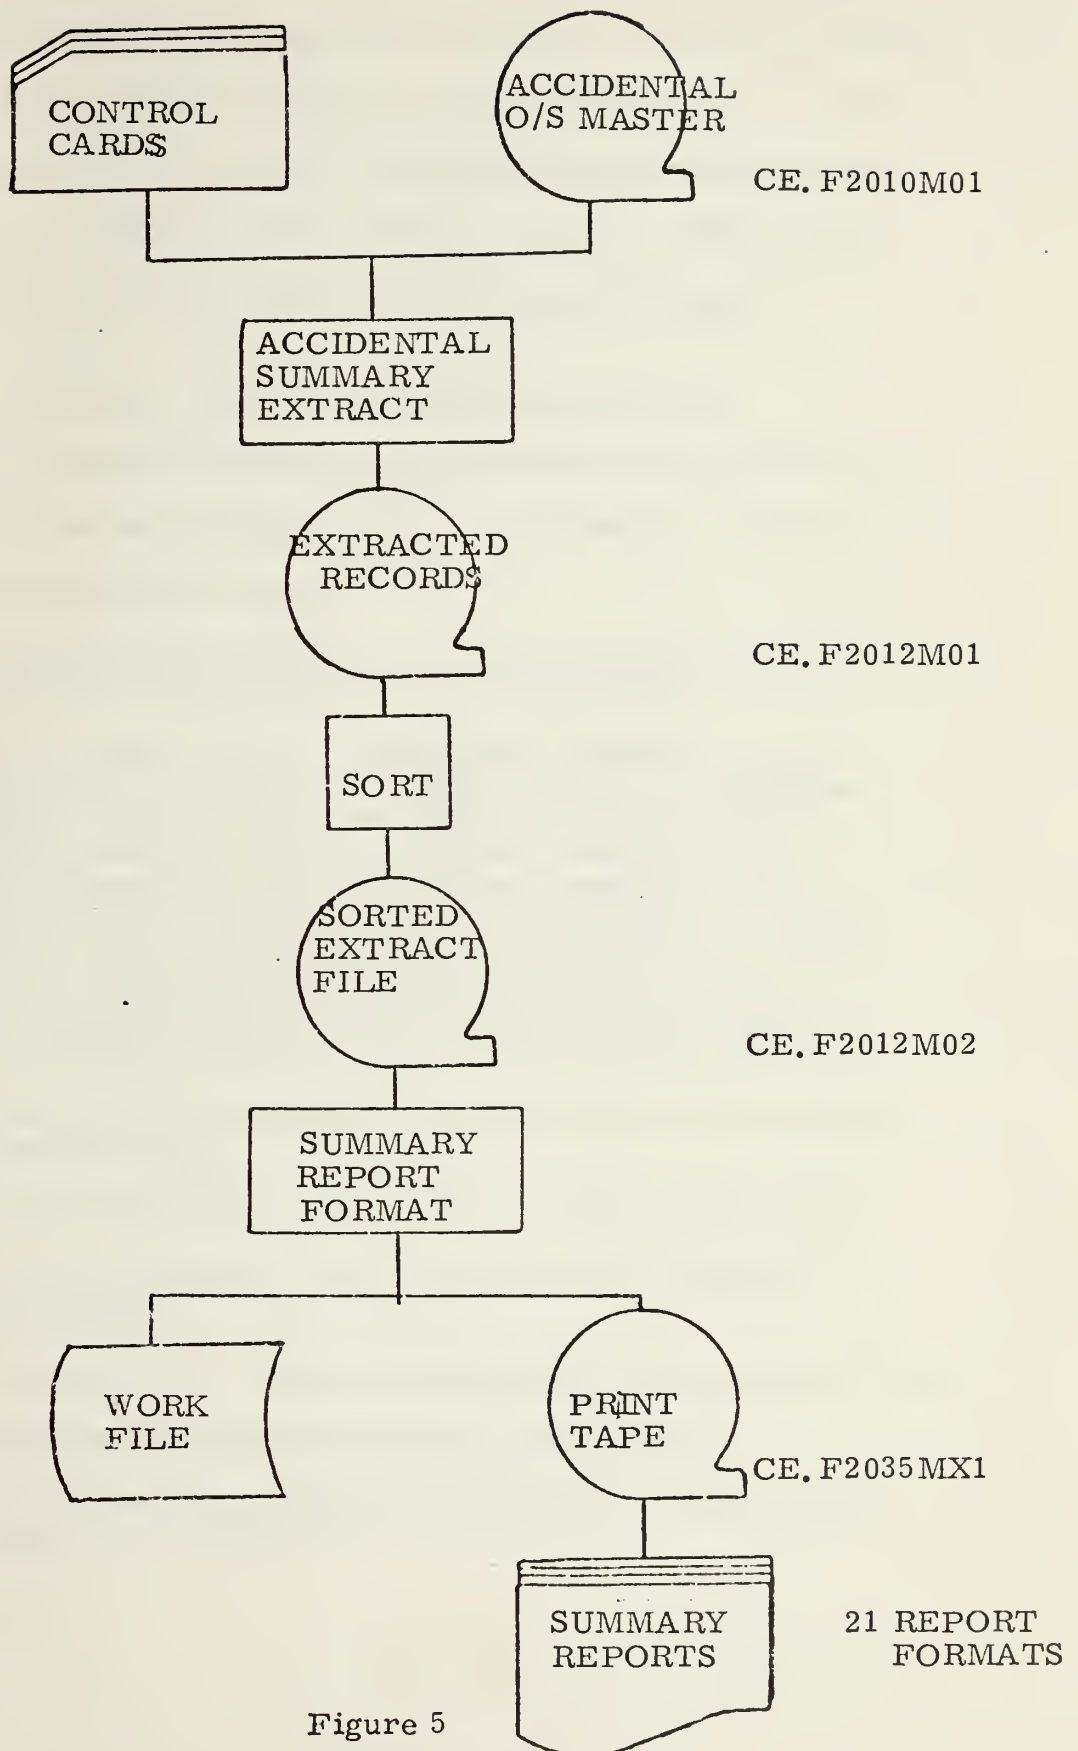 CONTROL
CARDS
ACCIDENTAL
O/S MASTER
CE. F2010M01
ACCIDENTAL
SUMMARY
EXTRACT
EXTRACTED
RECORDS
CE. F2012M01
SORT
SORTED
EXTRACT
FILE
CE. F2012M02
SUMMARY
REPORT
FORMAT
WORK
FILE
PRINT
TAPE
CE. F2035MX1
SUMMARY
REPORTS
21 REPORT
FORMATS
Figure 5